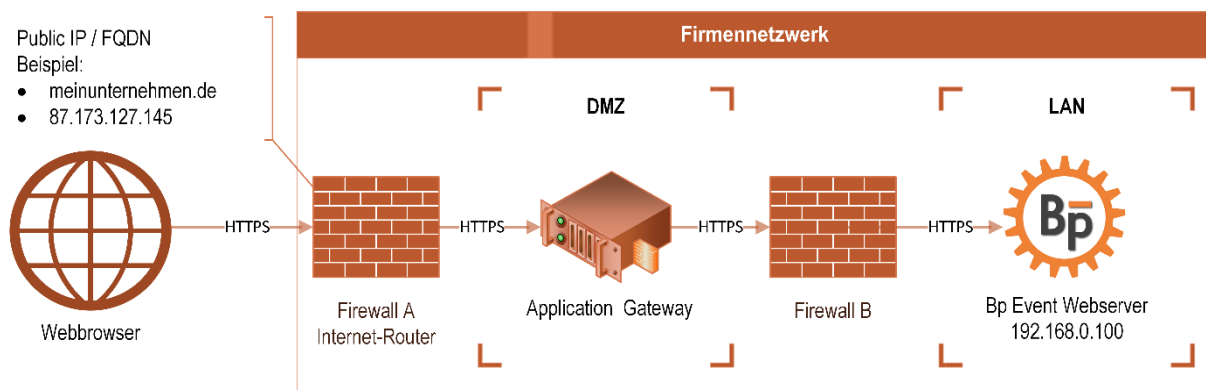 Public IP / FQDN
Beispiel:
• meinunternehmen.de
• 87.173.127.145
Firmennetzwerk
DMZ
LAN
HTTPS
HTTPS
HTTPS
HTTPS
Bp
Webbrowser
Firewall A
Internet-Router
Application Gateway
Firewall B
Bp Event Webserver
192.168.0.100